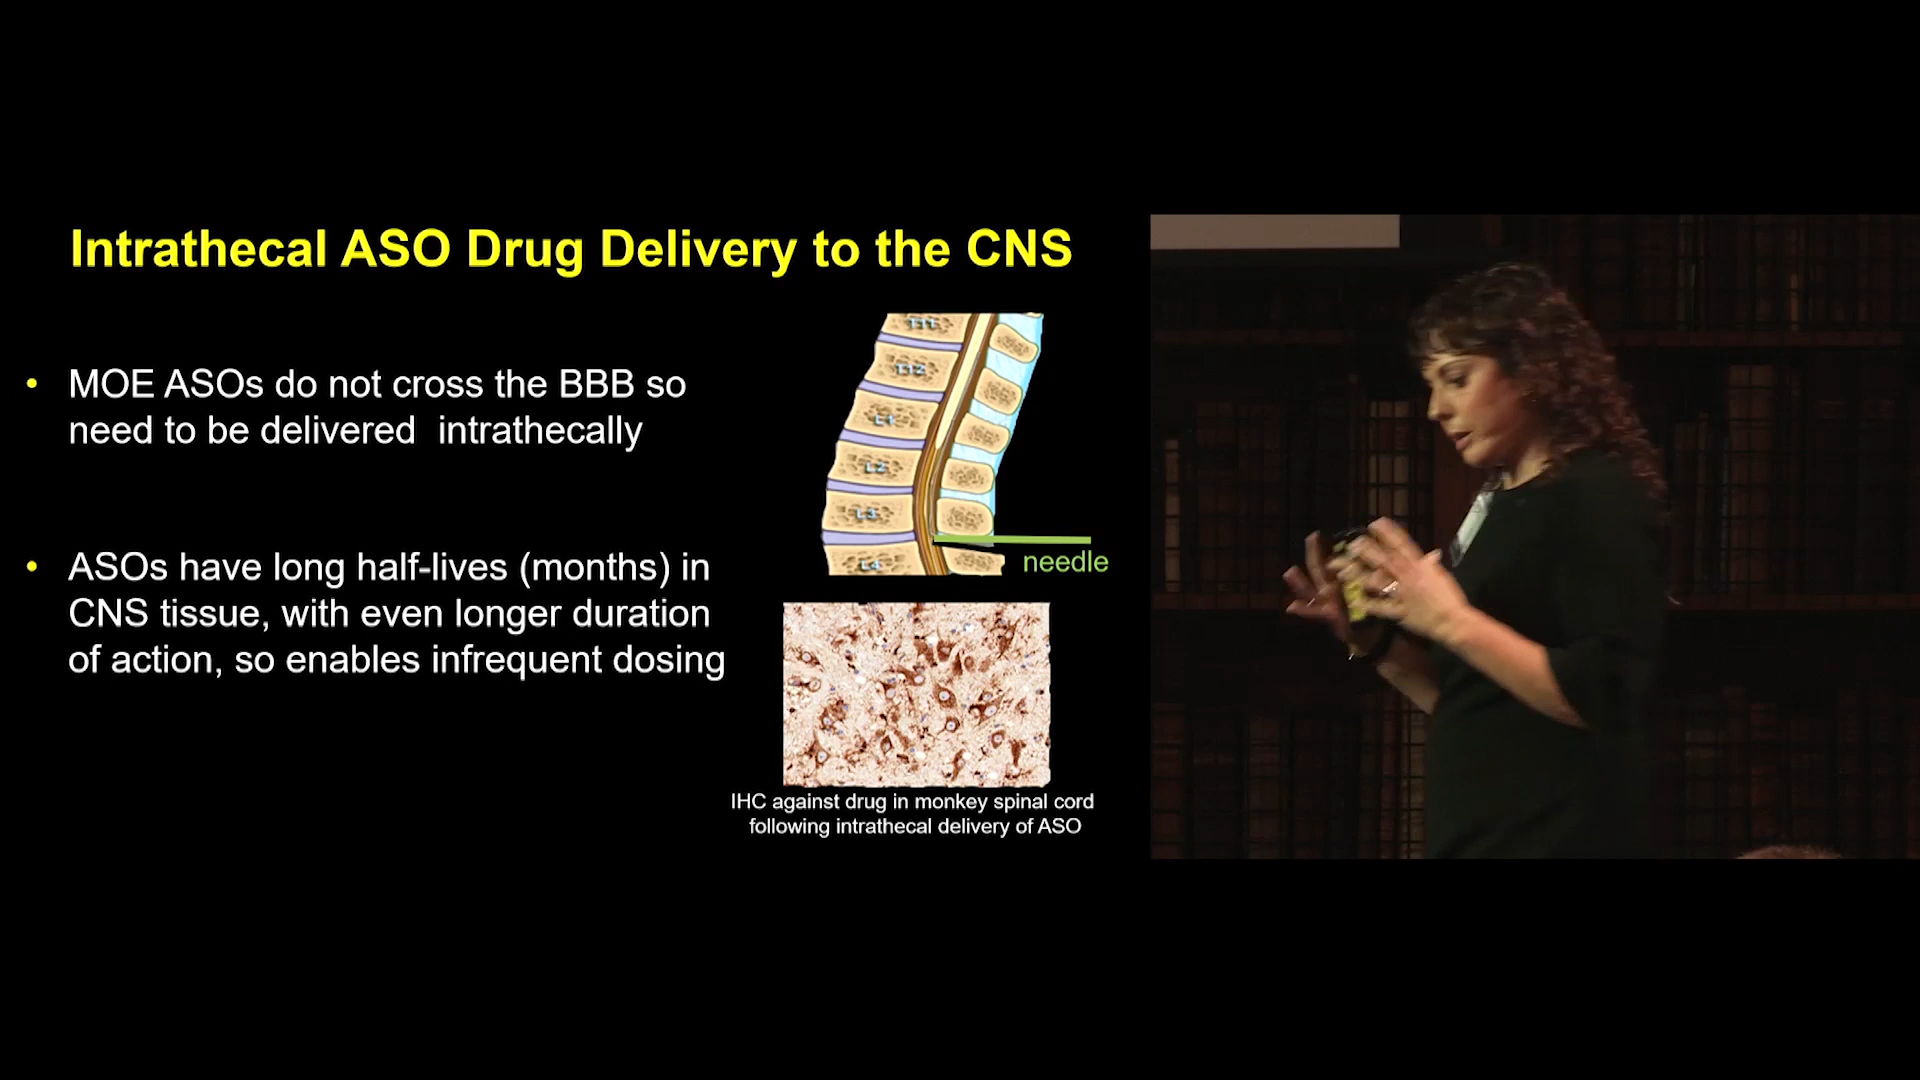 Intrathecal ASO Drug Delivery to the CNS
• MOE ASOs do not cross the BBB so
need to be delivered intrathecally
• ASOs have long half-lives (months) in
CNS tissue, with even longer duration
of action, so enables infrequent dosing
T11
T12
L1
L2
L3
L4
needle
IHC against drug in monkey spinal cord
following intrathecal delivery of ASO